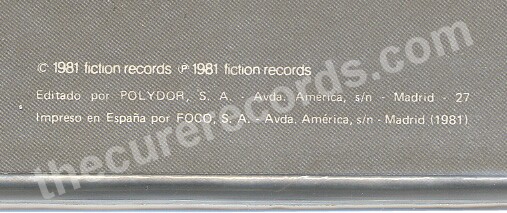 © 1981 fiction records ℗ 1981 fiction records
Editado por POLYDOR, S. A. - Avda. América, s/n - Madrid - 27
Impreso en España por FOCO, S. A. - Avda. América, s/n - Madrid (1981)
thecurerecords.com